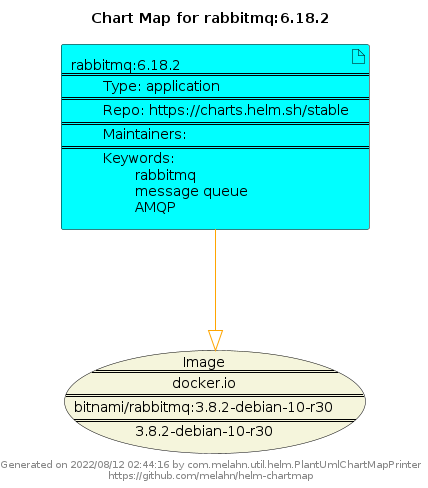 Chart Map for rabbitmq:6.18.2
rabbitmq:6.18.2
Type: application
Repo: https://charts.helm.sh/stable
Maintainers:
Keywords:
rabbitmq
message queue
AMQP
Image
docker.io
bitnami/rabbitmq:3.8.2-debian-10-r30
3.8.2-debian-10-r30
Generated on 2022/08/12 02:44:16 by com.melahn.util.helm.PlantUmlChartMapPrinter
https://github.com/melahn/helm-chartmap